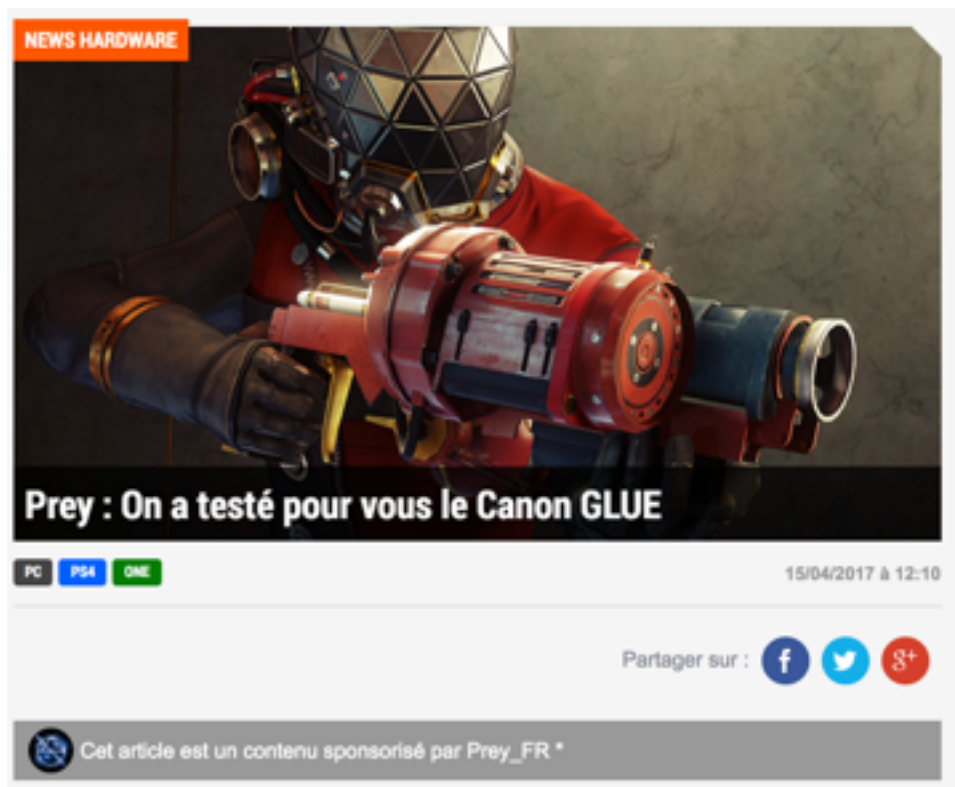 NEWS HARDWARE
Prey : On a testé pour vous le Canon GLUE
PC PS4 ONE 15/04/2017 à 12:10
Partager sur : f g+
Cet article est un contenu sponsorisé par Prey_FR *